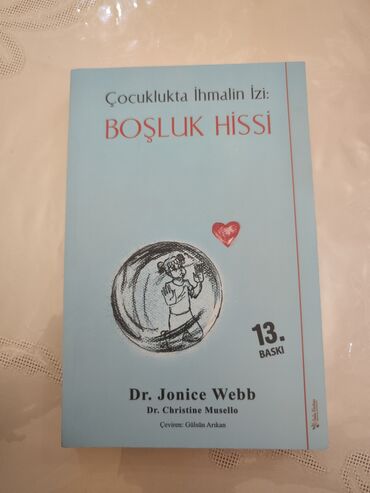 Çocuklukta İhmalin İzi:
BOŞLUK HİSSİ
13.
BASKI
Dr. Jonice Webb
Dr. Christine Musello
Çeviren: Gülsün Arıkan